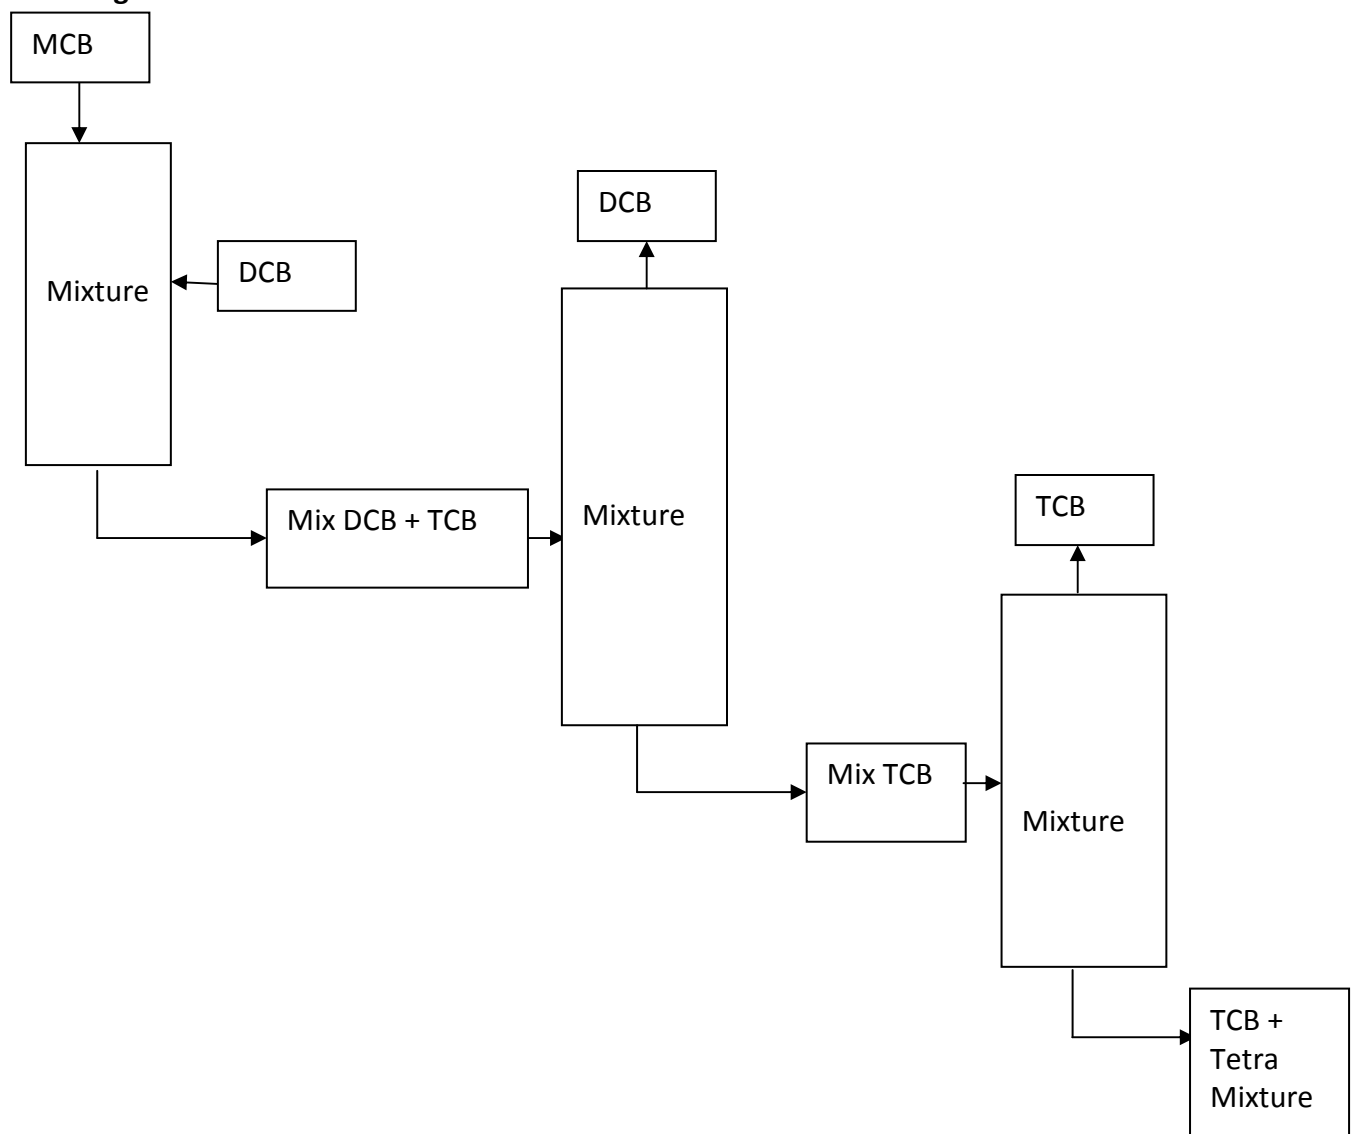 MCB
DCB
DCB
Mixture
Mix DCB + TCB
Mixture
TCB
Mix TCB
Mixture
TCB +
Tetra
Mixture